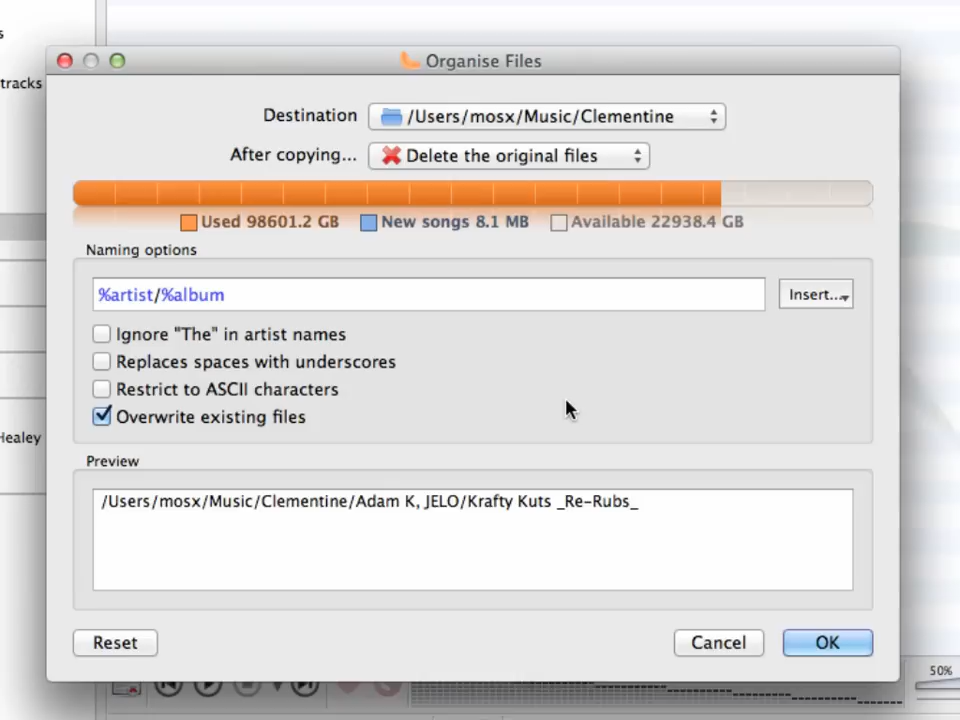 s
tracks
Healey
Organise Files
Destination /Users/mosx/Music/Clementine
After copying... Delete the original files
Used 98601.2 GB New songs 8.1 MB Available 22938.4 GB
Naming options
%artist/%album Insert...
Ignore "The" in artist names
Replaces spaces with underscores
Restrict to ASCII characters
Overwrite existing files
Preview
/Users/mosx/Music/Clementine/Adam K, JELO/Krafty Kuts _Re-Rubs_
Reset Cancel OK
50%